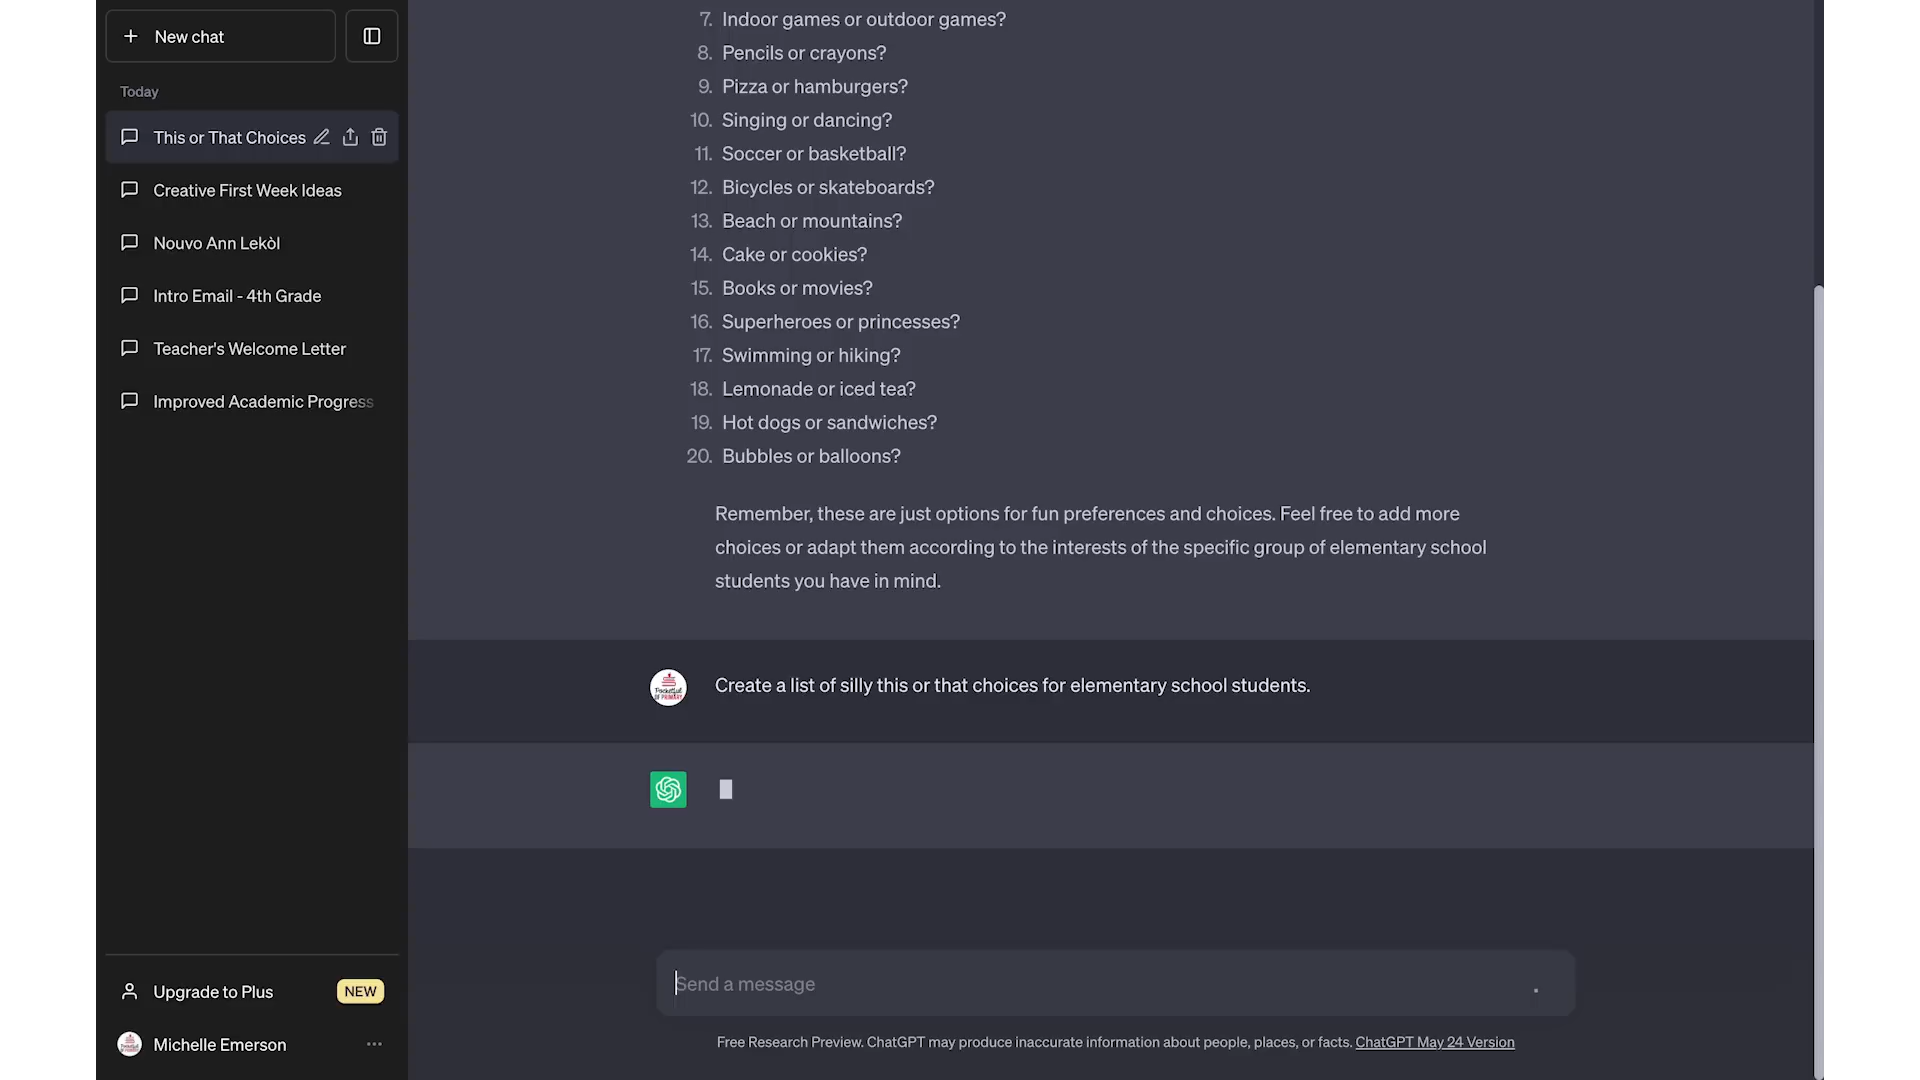 New chat
Today
This or That Choices
Creative First Week Ideas
Nouvo Ann Lekòl
Intro Email - 4th Grade
Teacher's Welcome Letter
Improved Academic Progress
Upgrade to Plus NEW
Michelle Emerson
7. Indoor games or outdoor games?
8. Pencils or crayons?
9. Pizza or hamburgers?
10. Singing or dancing?
11. Soccer or basketball?
12. Bicycles or skateboards?
13. Beach or mountains?
14. Cake or cookies?
15. Books or movies?
16. Superheroes or princesses?
17. Swimming or hiking?
18. Lemonade or iced tea?
19. Hot dogs or sandwiches?
20. Bubbles or balloons?
Remember, these are just options for fun preferences and choices. Feel free to add more
choices or adapt them according to the interests of the specific group of elementary school
students you have in mind.
Pocketful
OF PRIMARY
Create a list of silly this or that choices for elementary school students.
Send a message
Free Research Preview. ChatGPT may produce inaccurate information about people, places, or facts. ChatGPT May 24 Version